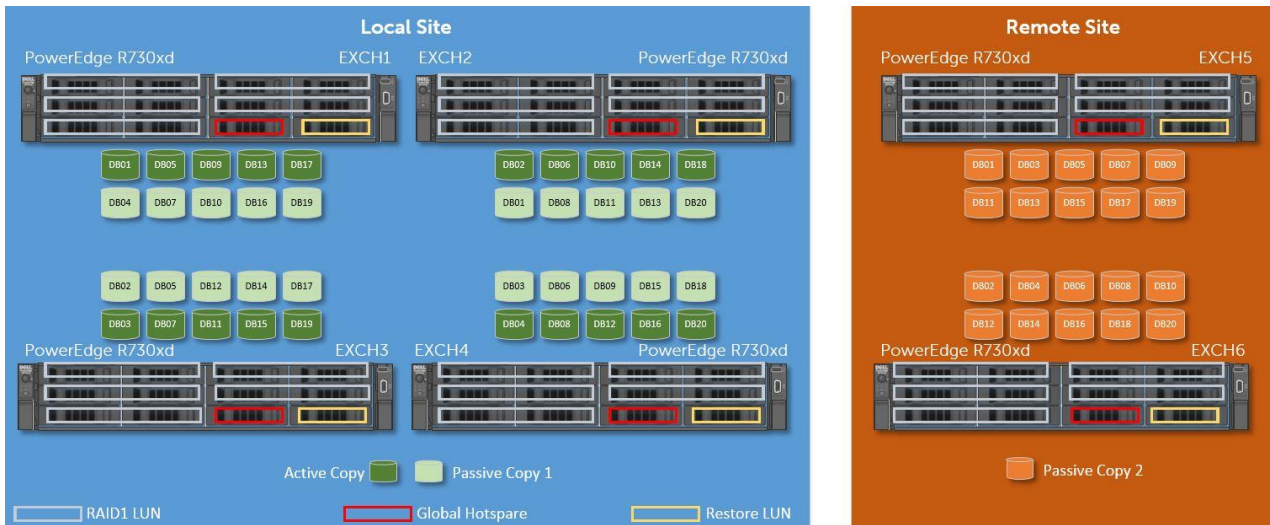 Local Site
PowerEdge R730xd EXCH1
EXCH2 PowerEdge R730xd
DB01 DB05 DB09 DB13 DB17
DB04 DB07 DB10 DB16 DB19
DB02 DB06 DB10 DB14 DB18
DB01 DB08 DB11 DB13 DB20
DB02 DB05 DB12 DB14 DB17
DB03 DB07 DB11 DB15 DB19
DB03 DB06 DB09 DB15 DB18
DB04 DB08 DB12 DB16 DB20
PowerEdge R730xd EXCH3
EXCH4 PowerEdge R730xd
Active Copy
Passive Copy 1
RAID1 LUN
Global Hotspare
Restore LUN
Remote Site
PowerEdge R730xd EXCH5
DB01 DB03 DB05 DB07 DB09
DB11 DB13 DB15 DB17 DB19
DB02 DB04 DB06 DB08 DB10
DB12 DB14 DB16 DB18 DB20
PowerEdge R730xd EXCH6
Passive Copy 2